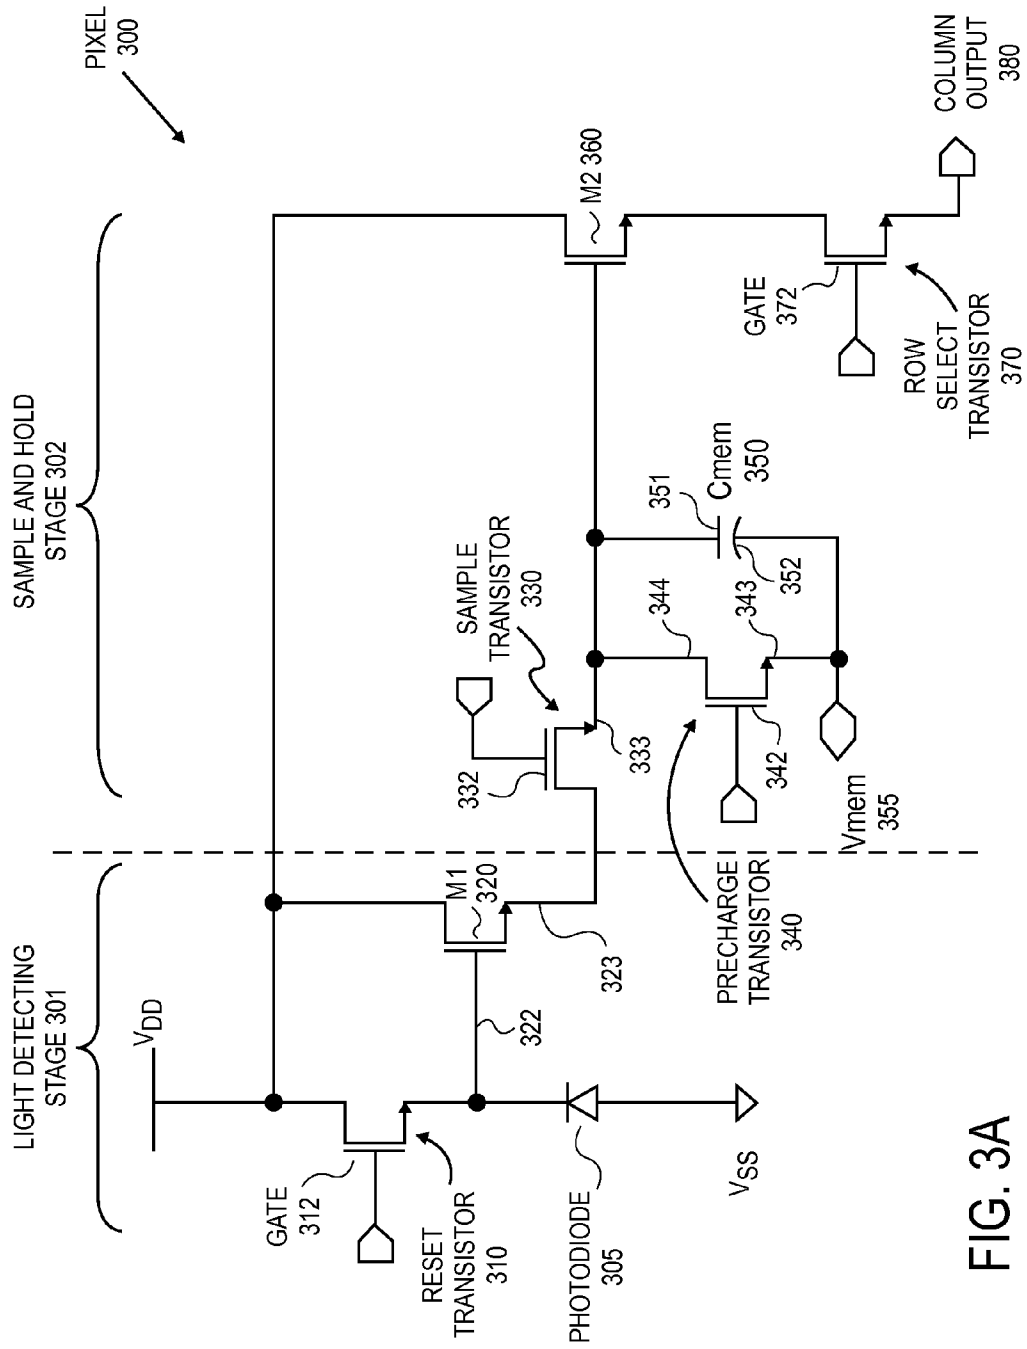 PIXEL
300
LIGHT DETECTING
STAGE 301
SAMPLE AND HOLD
STAGE 302
VDD
GATE
312
RESET
TRANSISTOR
310
322
PHOTODIODE
305
VSS
M1
320
323
332
SAMPLE
TRANSISTOR
330
333
PRECHARGE
TRANSISTOR
340
342
344
343
351
Cmem
350
352
Vmem
355
M2 360
GATE
372
ROW
SELECT
TRANSISTOR
370
COLUMN
OUTPUT
380
FIG. 3A